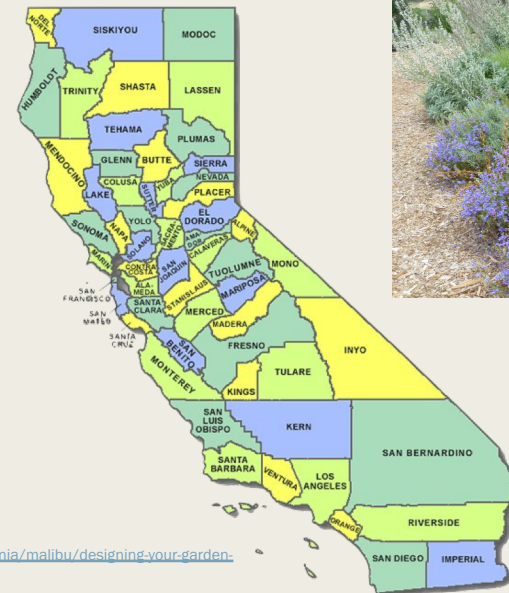 DEL
NORTE
SISKIYOU
MODOC
HUMBOLDT
TRINITY
SHASTA
LASSEN
TEHAMA
PLUMAS
MENDOCINO
GLENN
BUTTE
SIERRA
NEVADA
COLUSA
YUBA
PLACER
LAKE
SUTTER
YOLO
EL
DORADO
SONOMA
NAPA
SACRA-
MENTO
ALPINE
AMA-
DOR
SOLANO
MARIN
CALAVERAS
CONTRA
COSTA
SAN
JOAQUIN
TUOLUMNE
MONO
SAN
FRANCISCO
ALA-
MEDA
STANISLAUS
MARIPOSA
SAN
MATEO
SANTA
CLARA
MERCED
SANTA
CRUZ
MADERA
SAN
BENITO
FRESNO
INYO
MONTEREY
TULARE
KINGS
SAN
LUIS
OBISPO
KERN
SAN BERNARDINO
SANTA
BARBARA
VENTURA
LOS
ANGELES
ORANGE
RIVERSIDE
SAN DIEGO
IMPERIAL
nia/malibu/designing-your-garden-